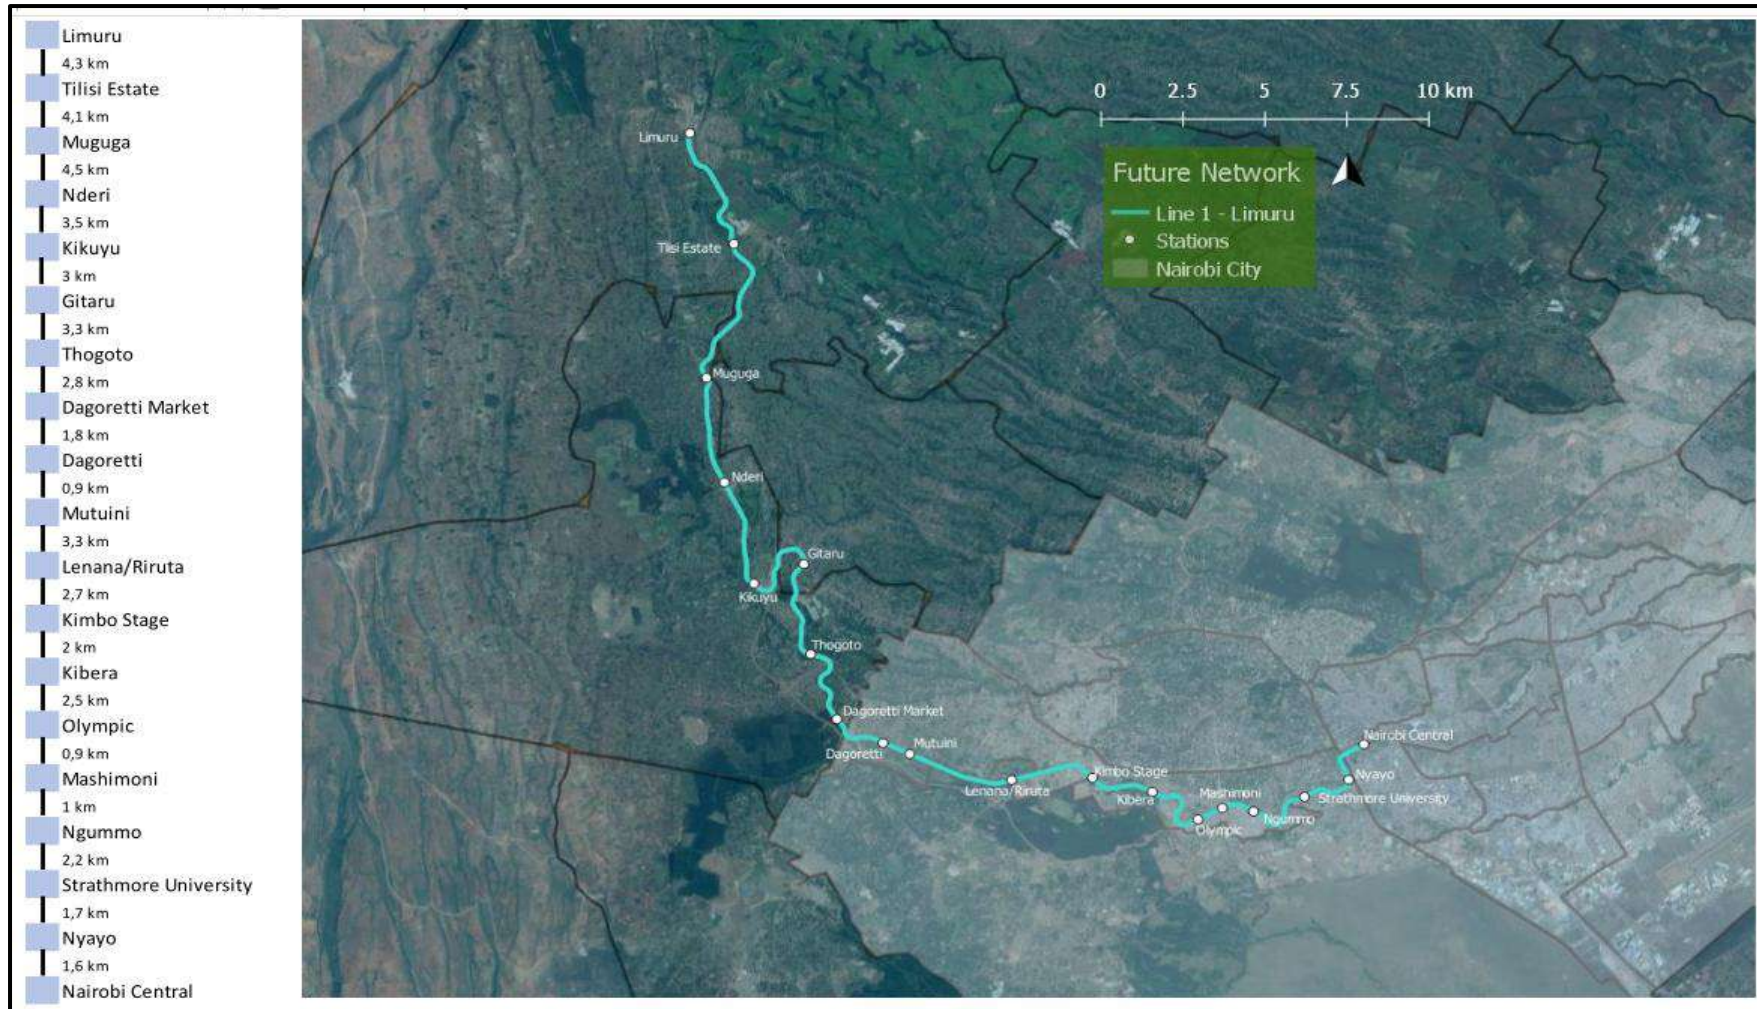 Limuru
4,3 km
Tilisi Estate
4,1 km
Muguga
4,5 km
Nderi
3,5 km
Kikuyu
3 km
Gitaru
3,3 km
Thogoto
2,8 km
Dagoretti Market
1,8 km
Dagoretti
0,9 km
Mutuini
3,3 km
Lenana/Riruta
2,7 km
Kimbo Stage
2 km
Kibera
2,5 km
Olympic
0,9 km
Mashimoni
1 km
Ngummo
2,2 km
Strathmore University
1,7 km
Nyayo
1,6 km
Nairobi Central
0 2.5 5 7.5 10 km
Future Network
Line 1 - Limuru
Stations
Nairobi City
Limuru
Tlisi Estate
Muguga
Nderi
Gitaru
Kikuyu
Thogoto
Dagoretti Market
Dagoretti
Mutuini
Lenana/Riruta
Kimbo Stage
Kibera
Mashimoni
Olympic
Ngummo
Strathmore University
Nyayo
Nairobi Central